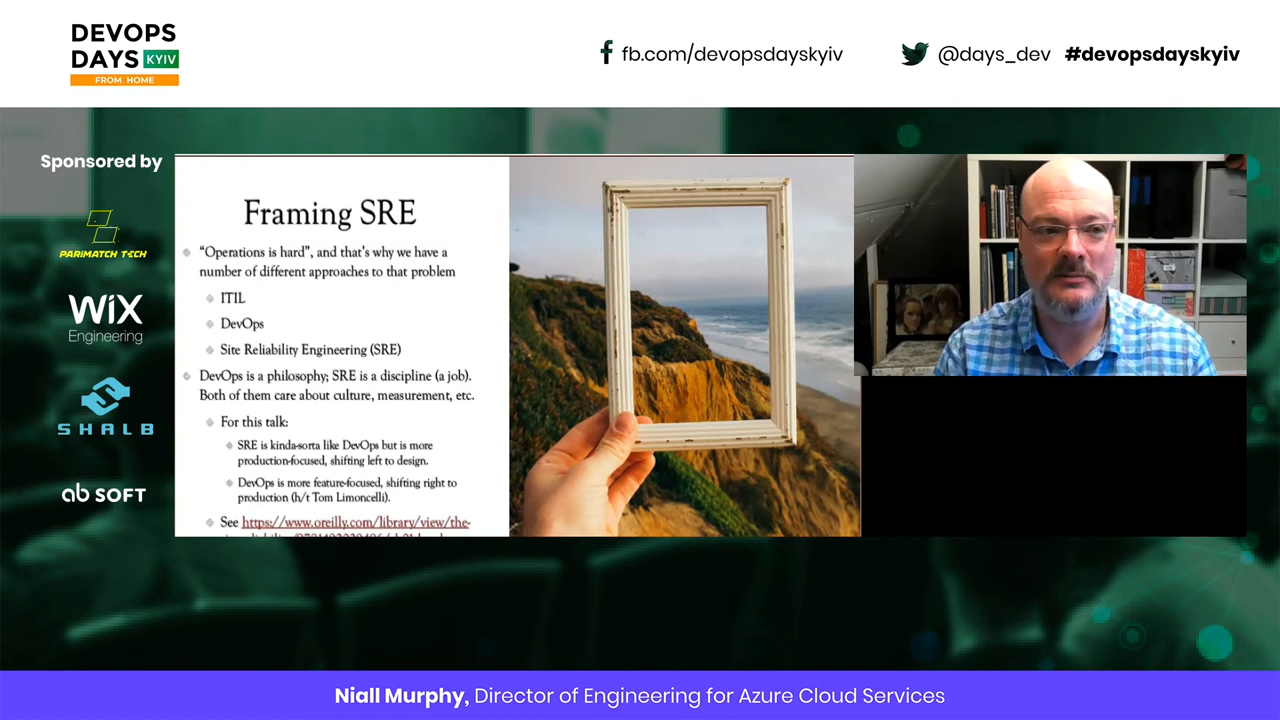 DEVOPS
DAYS KYIV
FROM HOME
fb.com/devopsdayskyiv
@days_dev #devopsdayskyiv
Sponsored by
PARIMATCH TECH
WiX
Engineering
SHALB
ab SOFT
Framing SRE
“Operations is hard”, and that’s why we have a
number of different approaches to that problem
ITIL
DevOps
Site Reliability Engineering (SRE)
DevOps is a philosophy; SRE is a discipline (a job).
Both of them care about culture, measurement, etc.
For this talk:
SRE is kinda-sorta like DevOps but is more
production-focused, shifting left to design.
DevOps is more feature-focused, shifting right to
production (h/t Tom Limoncelli).
See https://www.oreilly.com/library/view/the-
Niall Murphy, Director of Engineering for Azure Cloud Services